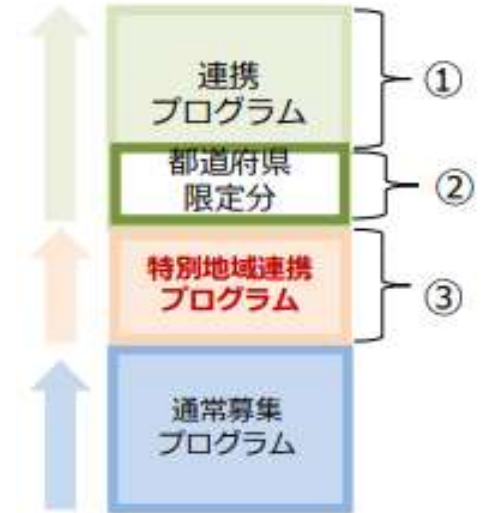 連携
プログラム
①
都道府県
限定分
②
特別地域連携
プログラム
③
通常募集
プログラム